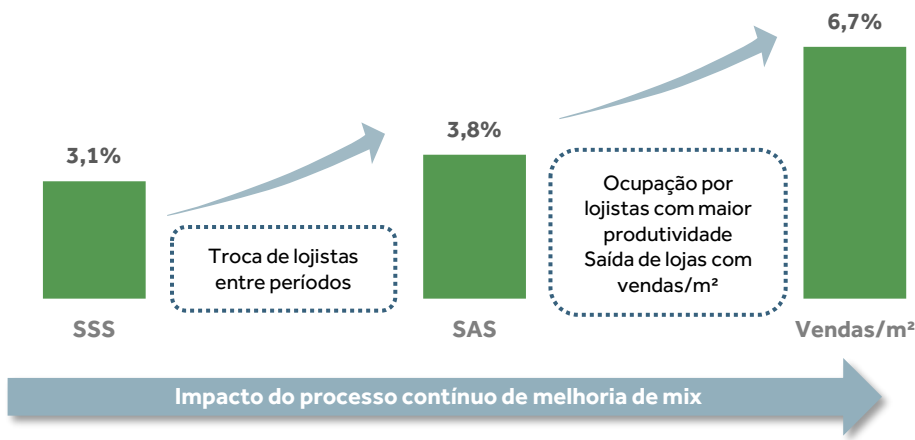 6,7%
3,8%
3,1%
Troca de lojistas
entre períodos
Ocupação por
lojistas com maior
produtividade
Saída de lojas com
vendas/m²
SSS
SAS
Vendas/m²
Impacto do processo contínuo de melhoria de mix